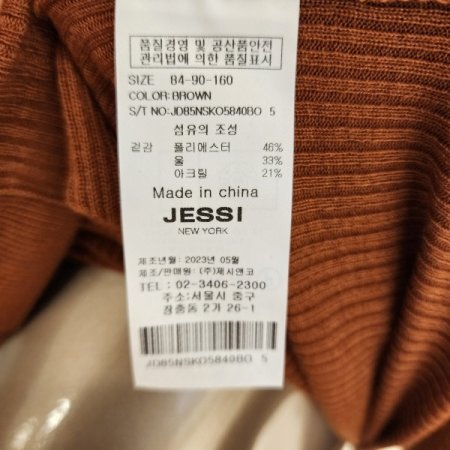 품질경영 및 공산품안전
관리법에 의한 품질표시
SIZE 84-90-160
COLOR:BROWN
S/T NO:JD85NSKO5840BO 5
섬유의 조성
겉감 폴리에스터 46%
울 33%
아크릴 21%
Made in china
JESSI
NEW YORK
제조년월: 2023년 05월
제조/판매원: (주)제시앤코
TEL : 02-3406-2300
주소:서울시 중구
장충동 2가 26-1
JD85NSKO5840BO 5